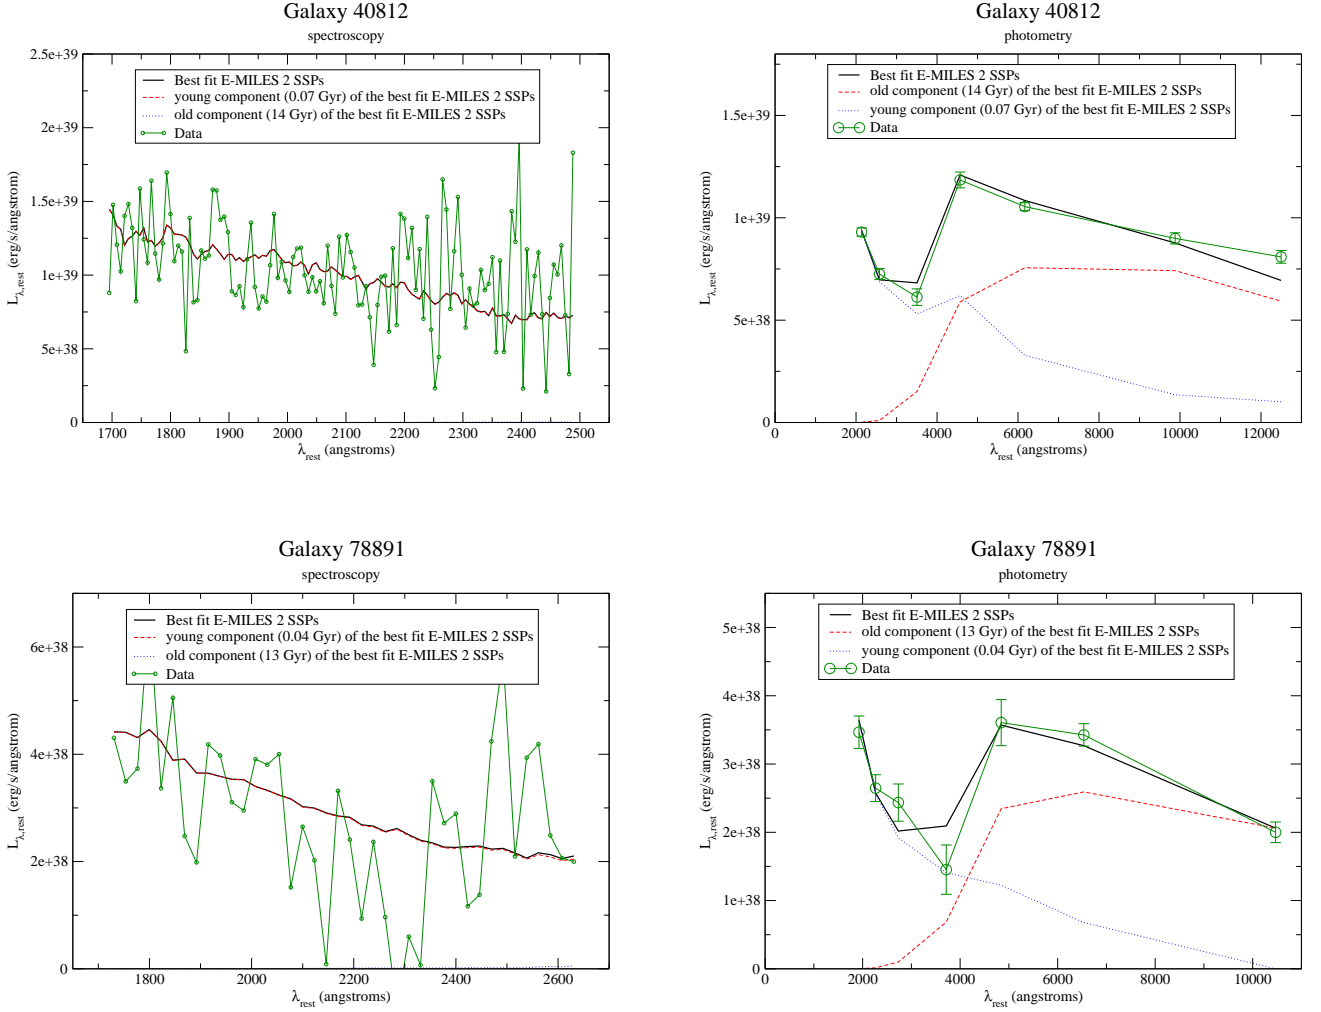 Galaxy 40812
spectroscopy
2.5e+39
2e+39
1.5e+39
1e+39
5e+38
0
L_λ,rest (erg/s/angstrom)
Best fit E-MILES 2 SSPs
young component (0.07 Gyr) of the best fit E-MILES 2 SSPs
old component (14 Gyr) of the best fit E-MILES 2 SSPs
Data
1700 1800 1900 2000 2100 2200 2300 2400 2500
λ_rest (angstroms)
Galaxy 40812
photometry
1.5e+39
1e+39
5e+38
0
L_λ,rest (erg/s/angstrom)
Best fit E-MILES 2 SSPs
old component (14 Gyr) of the best fit E-MILES 2 SSPs
young component (0.07 Gyr) of the best fit E-MILES 2 SSPs
Data
0 2000 4000 6000 8000 10000 12000
λ_rest (angstroms)
Galaxy 78891
spectroscopy
6e+38
4e+38
2e+38
0
L_λ,rest (erg/s/angstrom)
Best fit E-MILES 2 SSPs
young component (0.04 Gyr) of the best fit E-MILES 2 SSPs
old component (13 Gyr) of the best fit E-MILES 2 SSPs
Data
1800 2000 2200 2400 2600
λ_rest (angstroms)
Galaxy 78891
photometry
5e+38
4e+38
3e+38
2e+38
1e+38
0
L_λ,rest (erg/s/angstrom)
Best fit E-MILES 2 SSPs
old component (13 Gyr) of the best fit E-MILES 2 SSPs
young component (0.04 Gyr) of the best fit E-MILES 2 SSPs
Data
0 2000 4000 6000 8000 10000
λ_rest (angstroms)